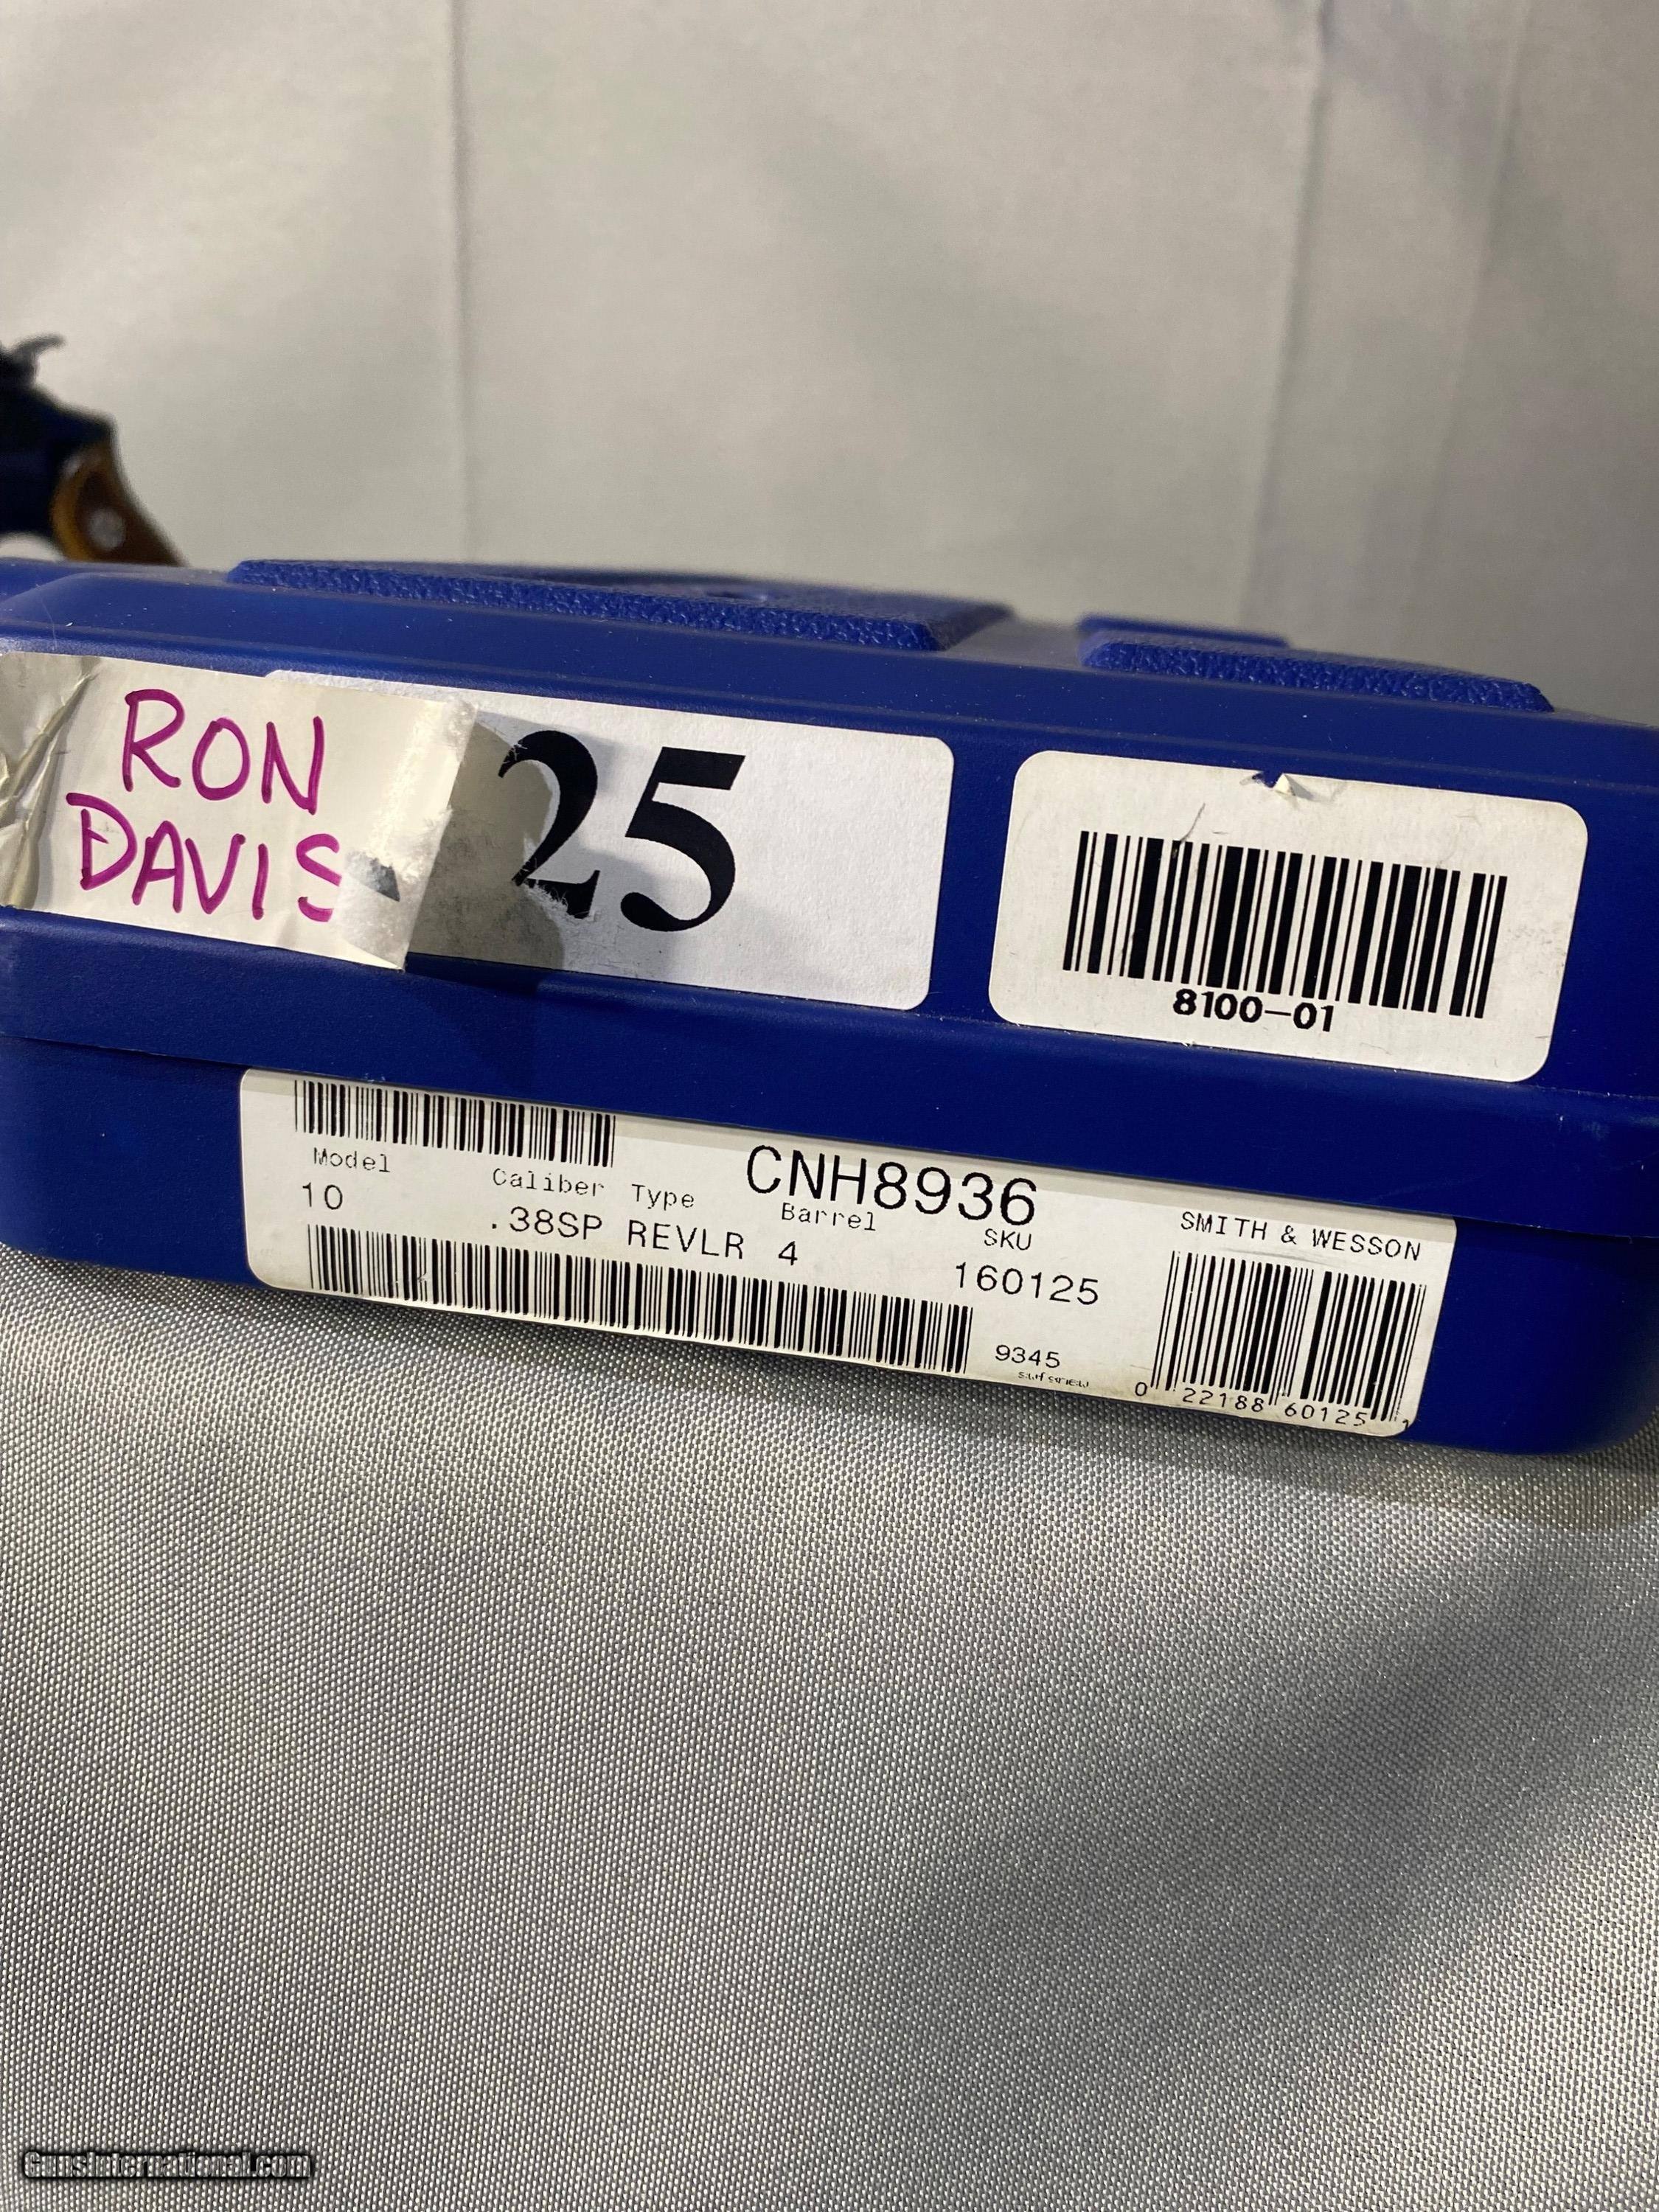 RON
DAVIS
25
8100-01
Model
10
Caliber Type
.38SP REVLR
CNH8936
Barrel
4
SKU
160125
SMITH & WESSON
9345
0 22188 60125 1
GunsInternational.com